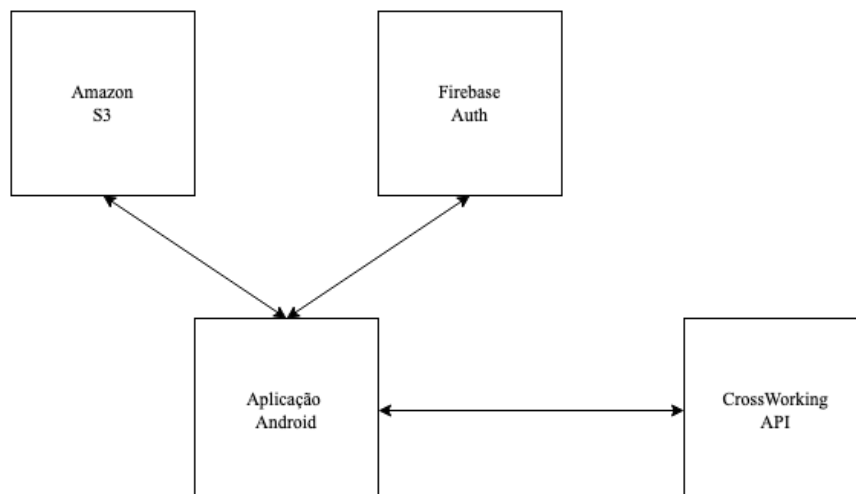 Amazon
S3
Firebase
Auth
Aplicação
Android
CrossWorking
API